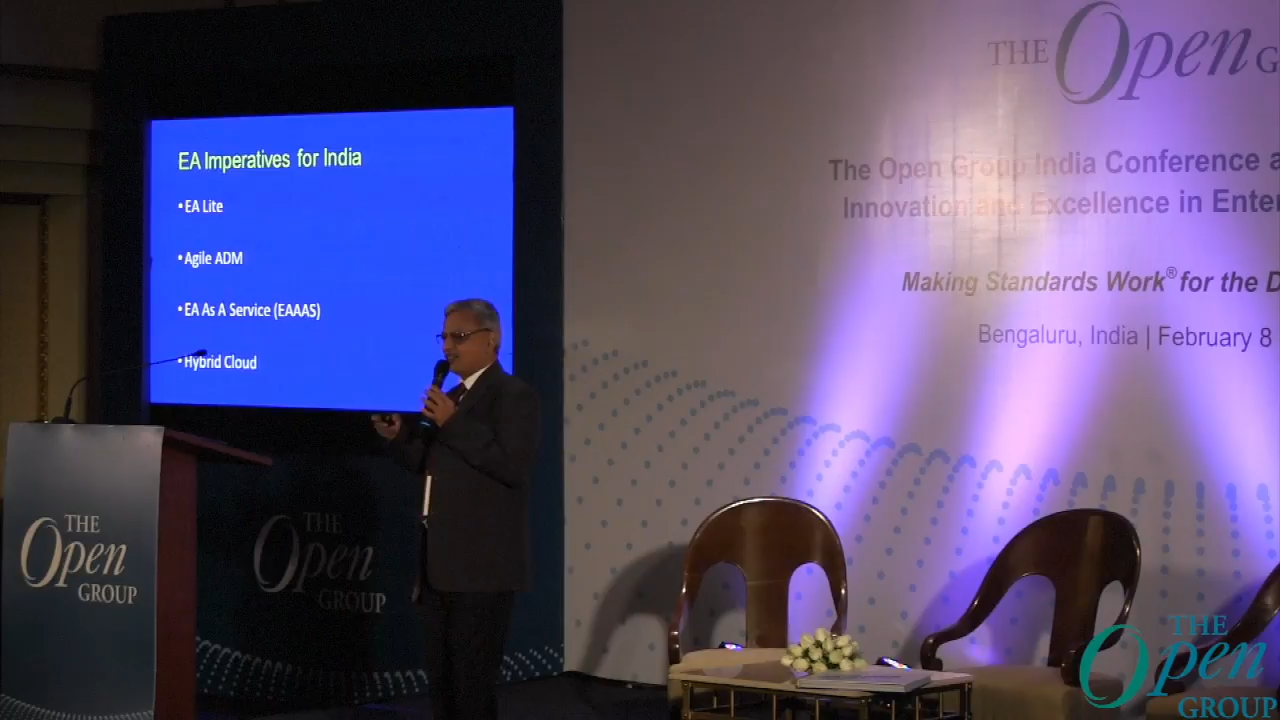 EA Imperatives for India
• EA Lite
• Agile ADM
• EA As A Service (EAAAS)
• Hybrid Cloud
THE
Open
GROUP
THE
Open
GROUP
THE Open G
The Open Group India Conference a
Innovation and Excellence in Enter
Making Standards Work® for the D
Bengaluru, India | February 8
THE
Open
GROUP